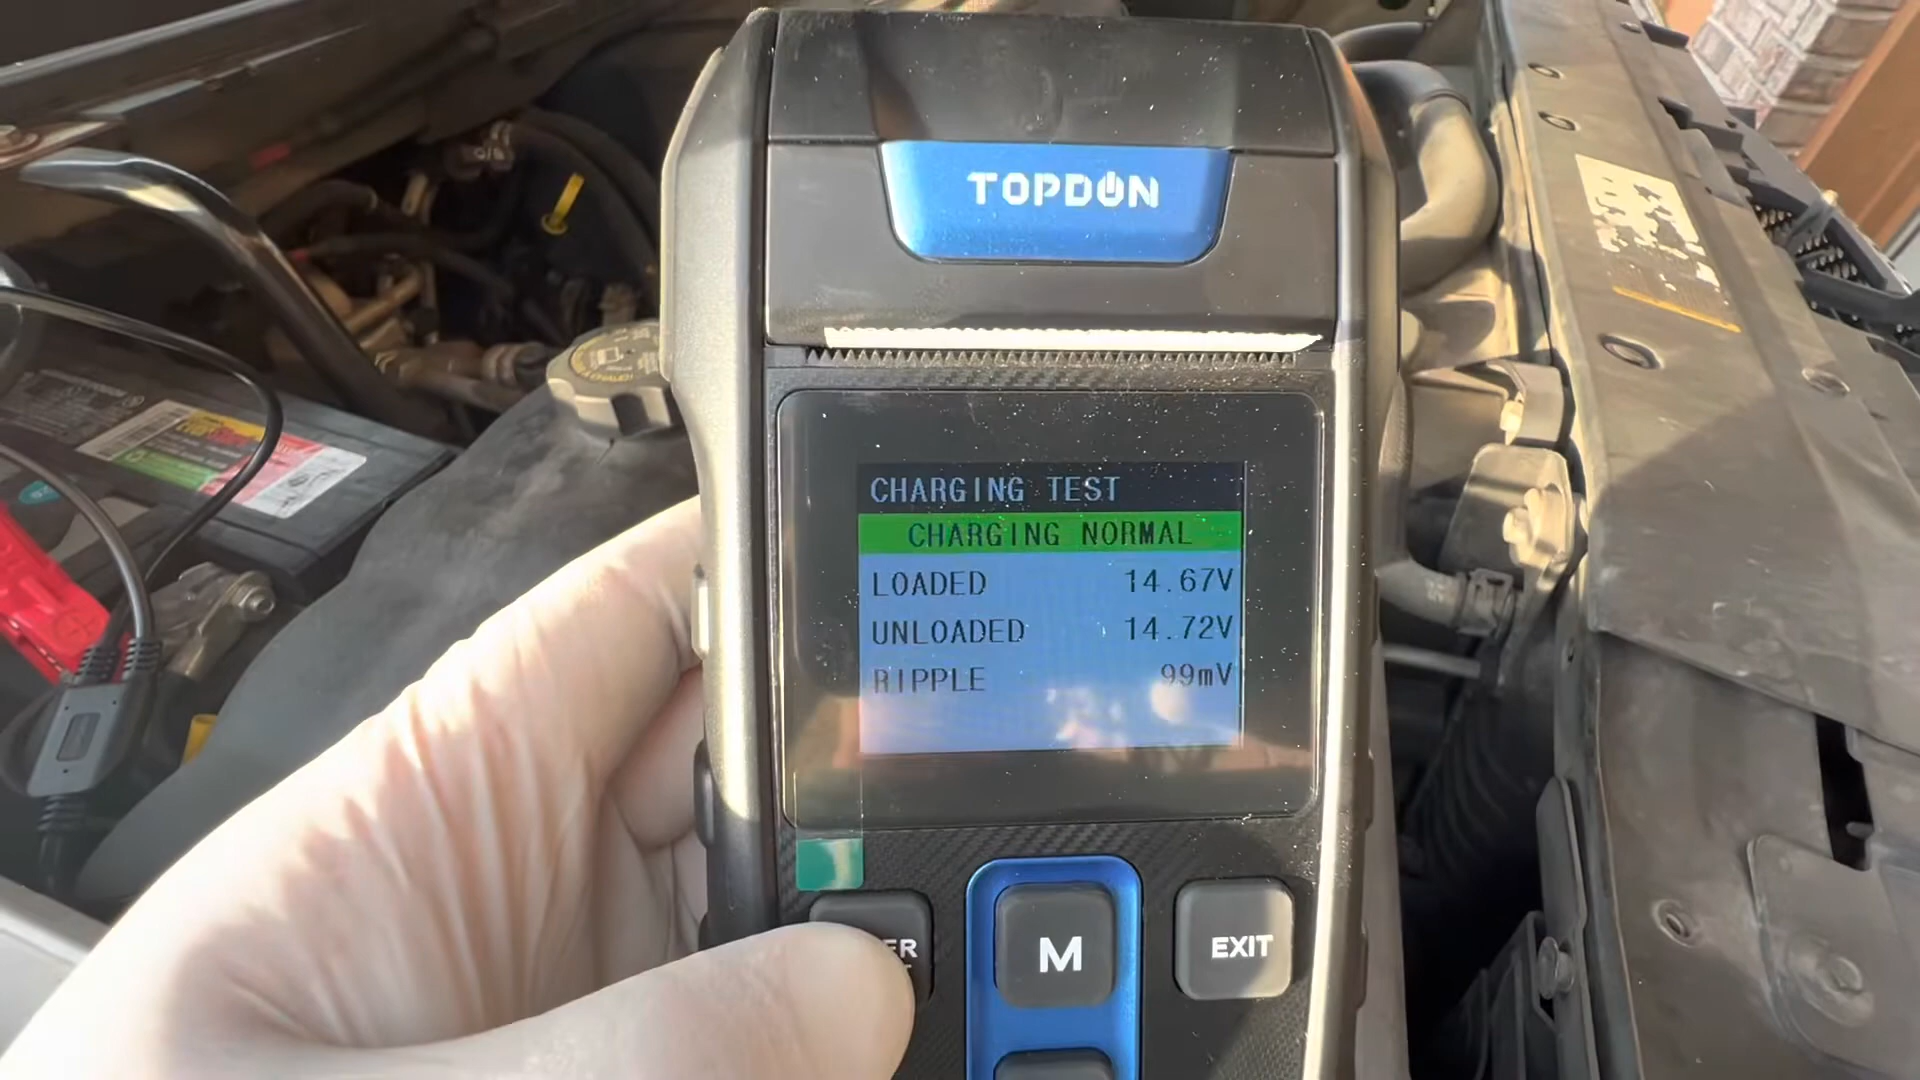 TOPDON
CHARGING TEST
CHARGING NORMAL
LOADED 14.67V
UNLOADED 14.72V
RIPPLE 99mV
M
EXIT